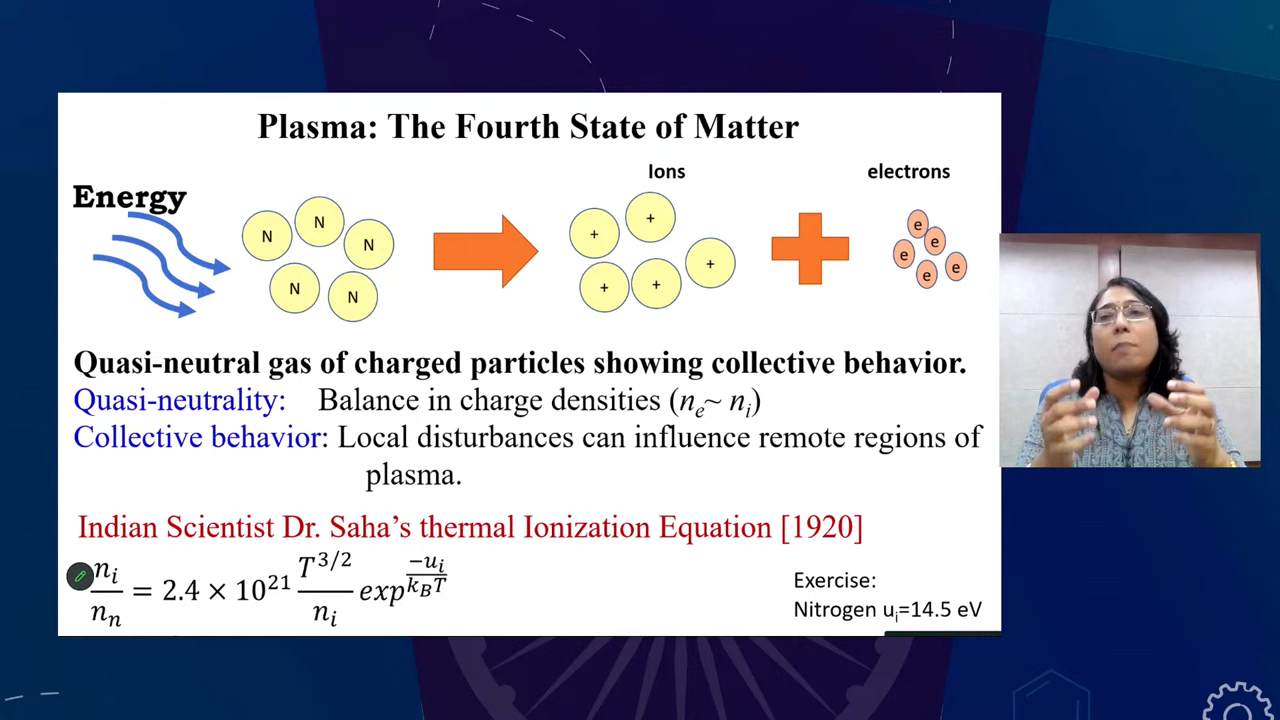 Plasma: The Fourth State of Matter
Ions
electrons
Energy
N
N
N
N
N
+
+
+
+
+
e
e
e
e
e
Quasi-neutral gas of charged particles showing collective behavior.
Quasi-neutrality: Balance in charge densities (nₑ~ nᵢ)
Collective behavior: Local disturbances can influence remote regions of
plasma.
Indian Scientist Dr. Saha’s thermal Ionization Equation [1920]
nᵢ/nₙ = 2.4 × 10²¹ T^{3/2}/nᵢ exp^{−uᵢ/k_BT}
Exercise:
Nitrogen uᵢ=14.5 eV